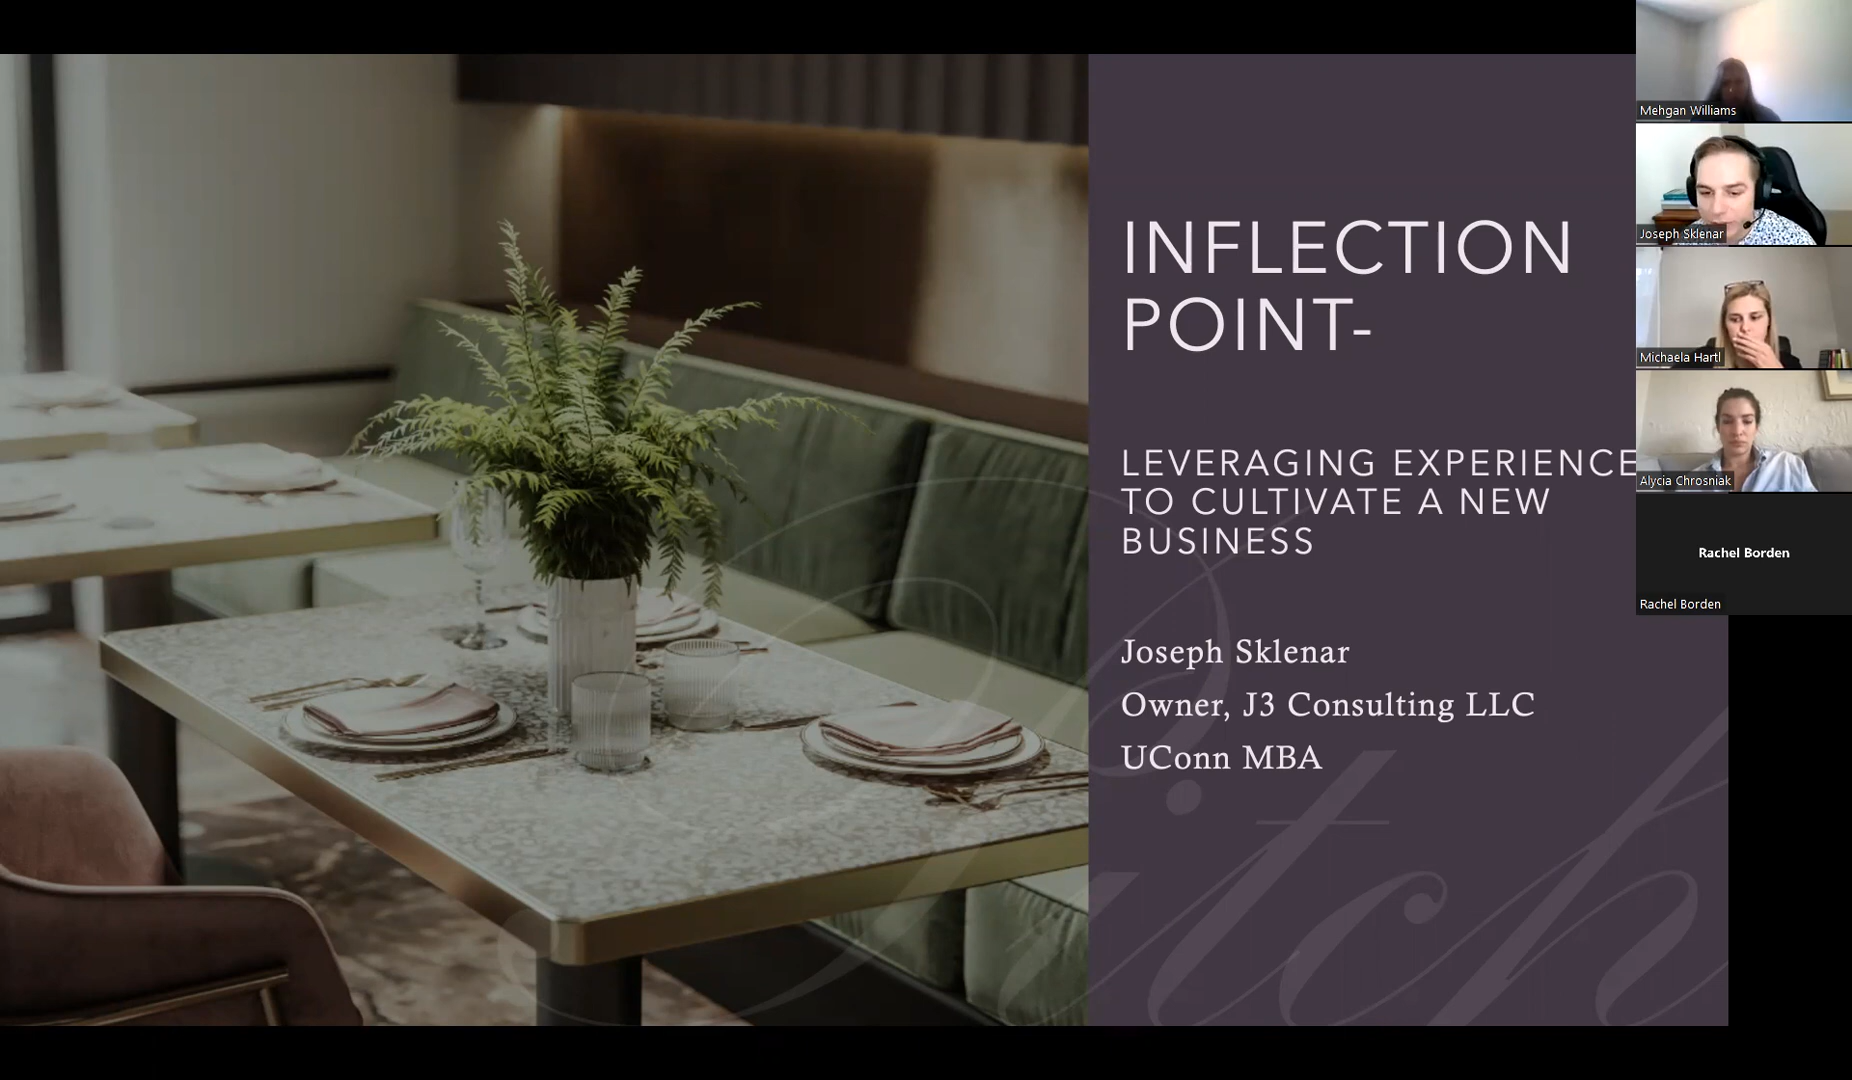 INFLECTION
POINT-
LEVERAGING EXPERIENCE
TO CULTIVATE A NEW
BUSINESS
Joseph Sklenar
Owner, J3 Consulting LLC
UConn MBA
Pitch
Mehgan Williams
Joseph Sklenar
Michaela Hartl
Alycia Chrosniak
Rachel Borden
Rachel Borden